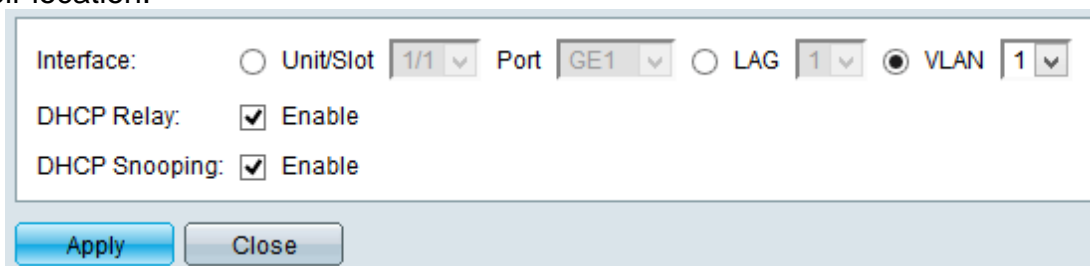 location.
Interface: Unit/Slot 1/1 Port GE1 LAG 1 VLAN 1
DHCP Relay: Enable
DHCP Snooping: Enable
Apply Close